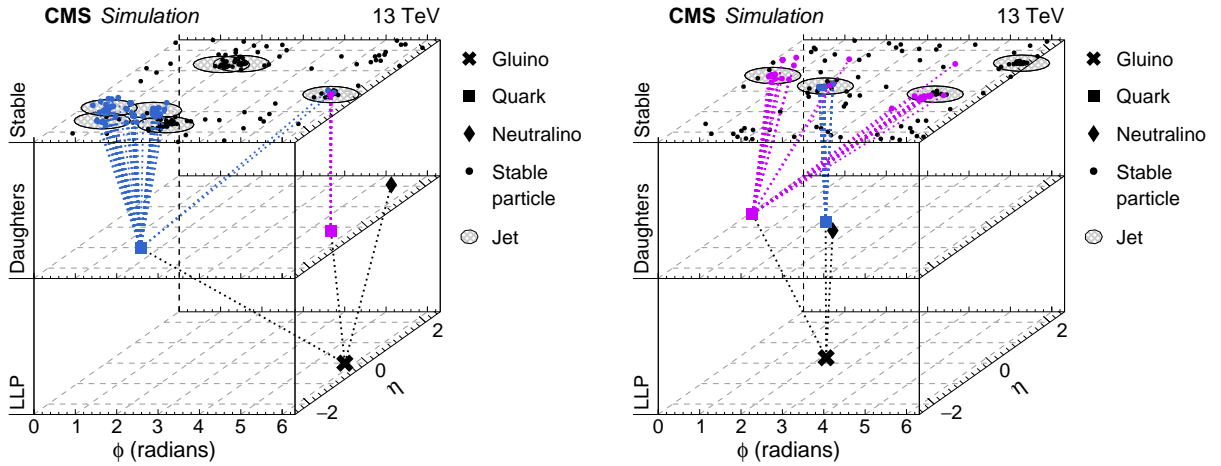 CMS Simulation 13 TeV
Stable
Daughters
LLP
Gluino
Quark
Neutralino
Stable
particle
Jet
2
0
−2
η
0 1 2 3 4 5 6
ϕ (radians)
CMS Simulation 13 TeV
Stable
Daughters
LLP
Gluino
Quark
Neutralino
Stable
particle
Jet
2
0
−2
η
0 1 2 3 4 5 6
ϕ (radians)